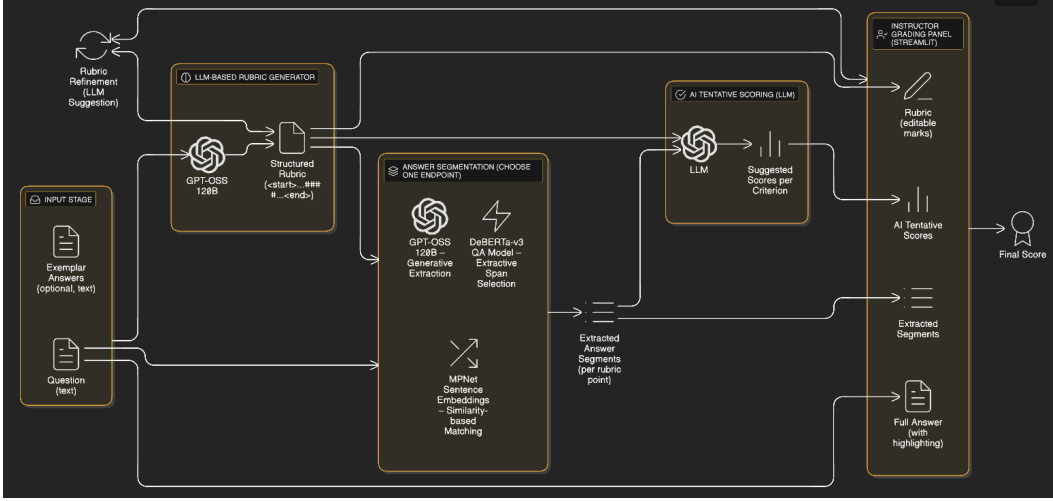 INSTRUCTOR
GRADING PANEL
(STREAMLIT)
Rubric
Refinement
(LLM
Suggestion)
LLM-BASED RUBRIC GENERATOR
GPT-OSS
120B
Structured
Rubric
(<start>...###
#...<end>)
AI TENTATIVE SCORING (LLM)
LLM
Suggested
Scores per
Criterion
Rubric
(editable
marks)
INPUT STAGE
Exemplar
Answers
(optional, text)
Question
(text)
ANSWER SEGMENTATION (CHOOSE
ONE ENDPOINT)
GPT-OSS
120B –
Generative
Extraction
DeBERTa-v3
QA Model –
Extractive
Span
Selection
MPNet
Sentence
Embeddings
– Similarity-
based
Matching
Extracted
Answer
Segments
(per rubric
point)
AI Tentative
Scores
Extracted
Segments
Full Answer
(with
highlighting)
Final Score